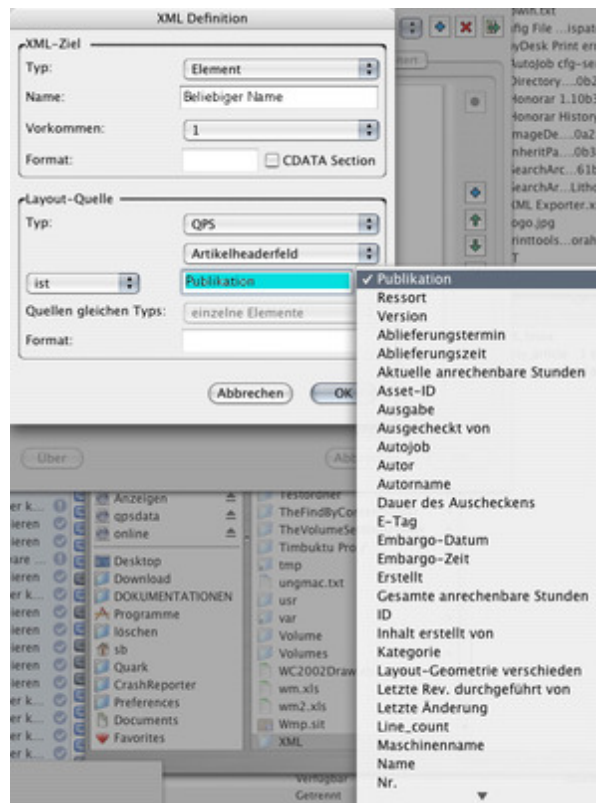 XML Definition
XML-Ziel
Typ:
Element
Name:
Beliebiger Name
Vorkommen:
1
Format:
CDATA Section
Layout-Quelle
Typ:
QPS
Artikelheaderfeld
ist
Publikation
Quellen gleichen Typs:
einzelne Elemente
Format:
Abbrechen
OK
✓ Publikation
Ressort
Version
Ablieferungstermin
Ablieferungszeit
Aktuelle anrechenbare Stunden
Asset-ID
Ausgabe
Ausgecheckt von
Autojob
Autor
Autorname
Dauer des Auscheckens
E-Tag
Embargo-Datum
Embargo-Zeit
Erstellt
Gesamte anrechenbare Stunden
ID
Inhalt erstellt von
Kategorie
Layout-Geometrie verschieden
Letzte Rev. durchgeführt von
Letzte Änderung
Line_count
Maschinenname
Name
Nr.
Über
Anzeigen
qpsdata
online
Desktop
Download
DOKUMENTATIONEN
Programme
löschen
sb
Quark
CrashReporter
Preferences
Documents
Favorites
Testordner
TheFindByCo
TheVolumeSe
Timbuktu Pro
tmp
ungmac.txt
usr
var
Volume
Volumes
WC2002Draw
wm.xls
wm2.xls
Wmp.sit
XML
Verfügbar
Getrennt